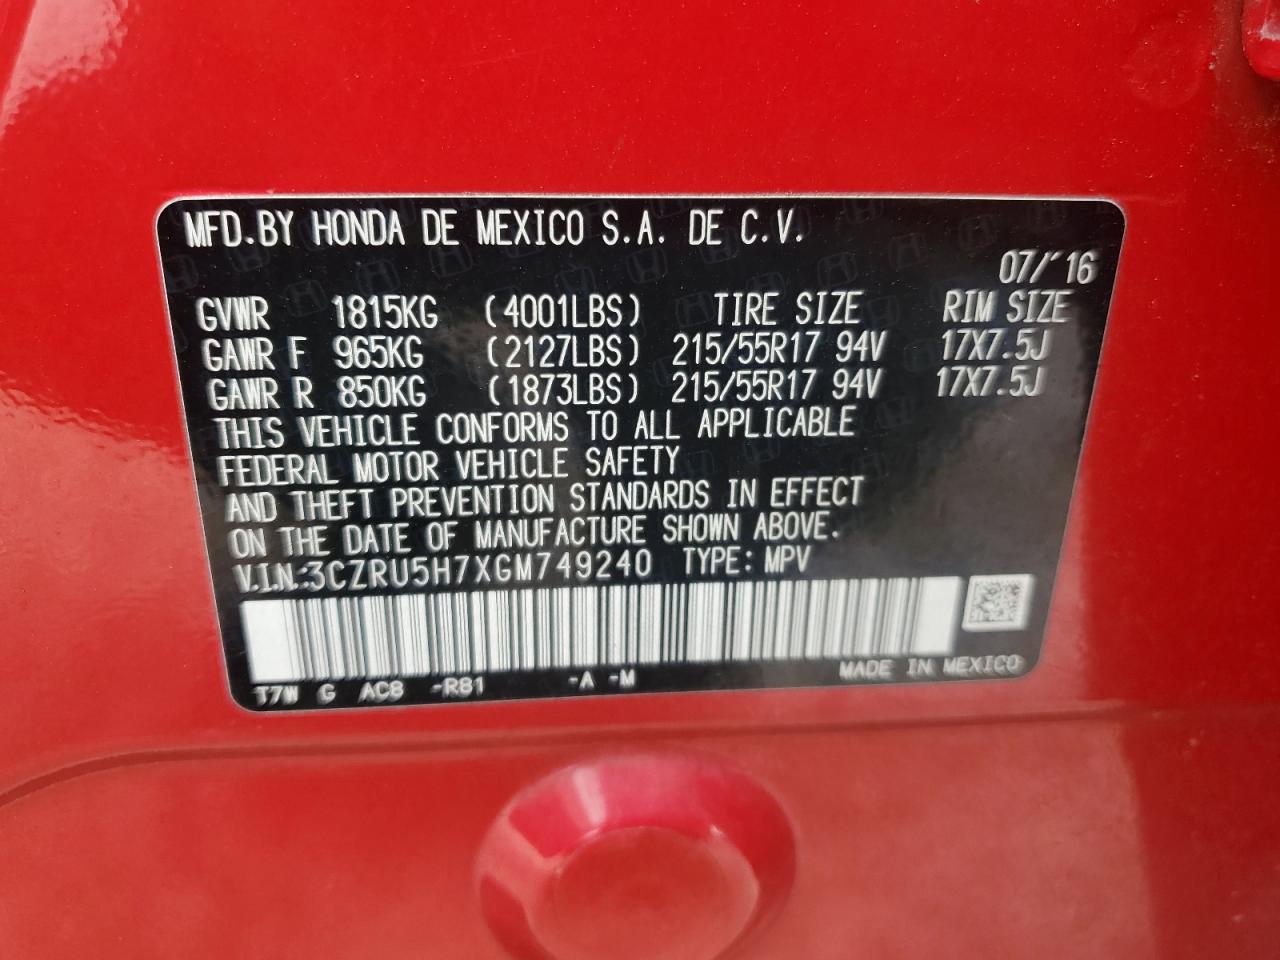 MFD.BY HONDA DE MEXICO S.A. DE C.V.
07/'16
GVWR 1815KG (4001LBS) TIRE SIZE RIM SIZE
GAWR F 965KG (2127LBS) 215/55R17 94V 17X7.5J
GAWR R 850KG (1873LBS) 215/55R17 94V 17X7.5J
THIS VEHICLE CONFORMS TO ALL APPLICABLE
FEDERAL MOTOR VEHICLE SAFETY
AND THEFT PREVENTION STANDARDS IN EFFECT
ON THE DATE OF MANUFACTURE SHOWN ABOVE.
V.I.N.:3CZRU5H7XGM749240 TYPE: MPV
MADE IN MEXICO
T7W G AC8 -R81 -A -M